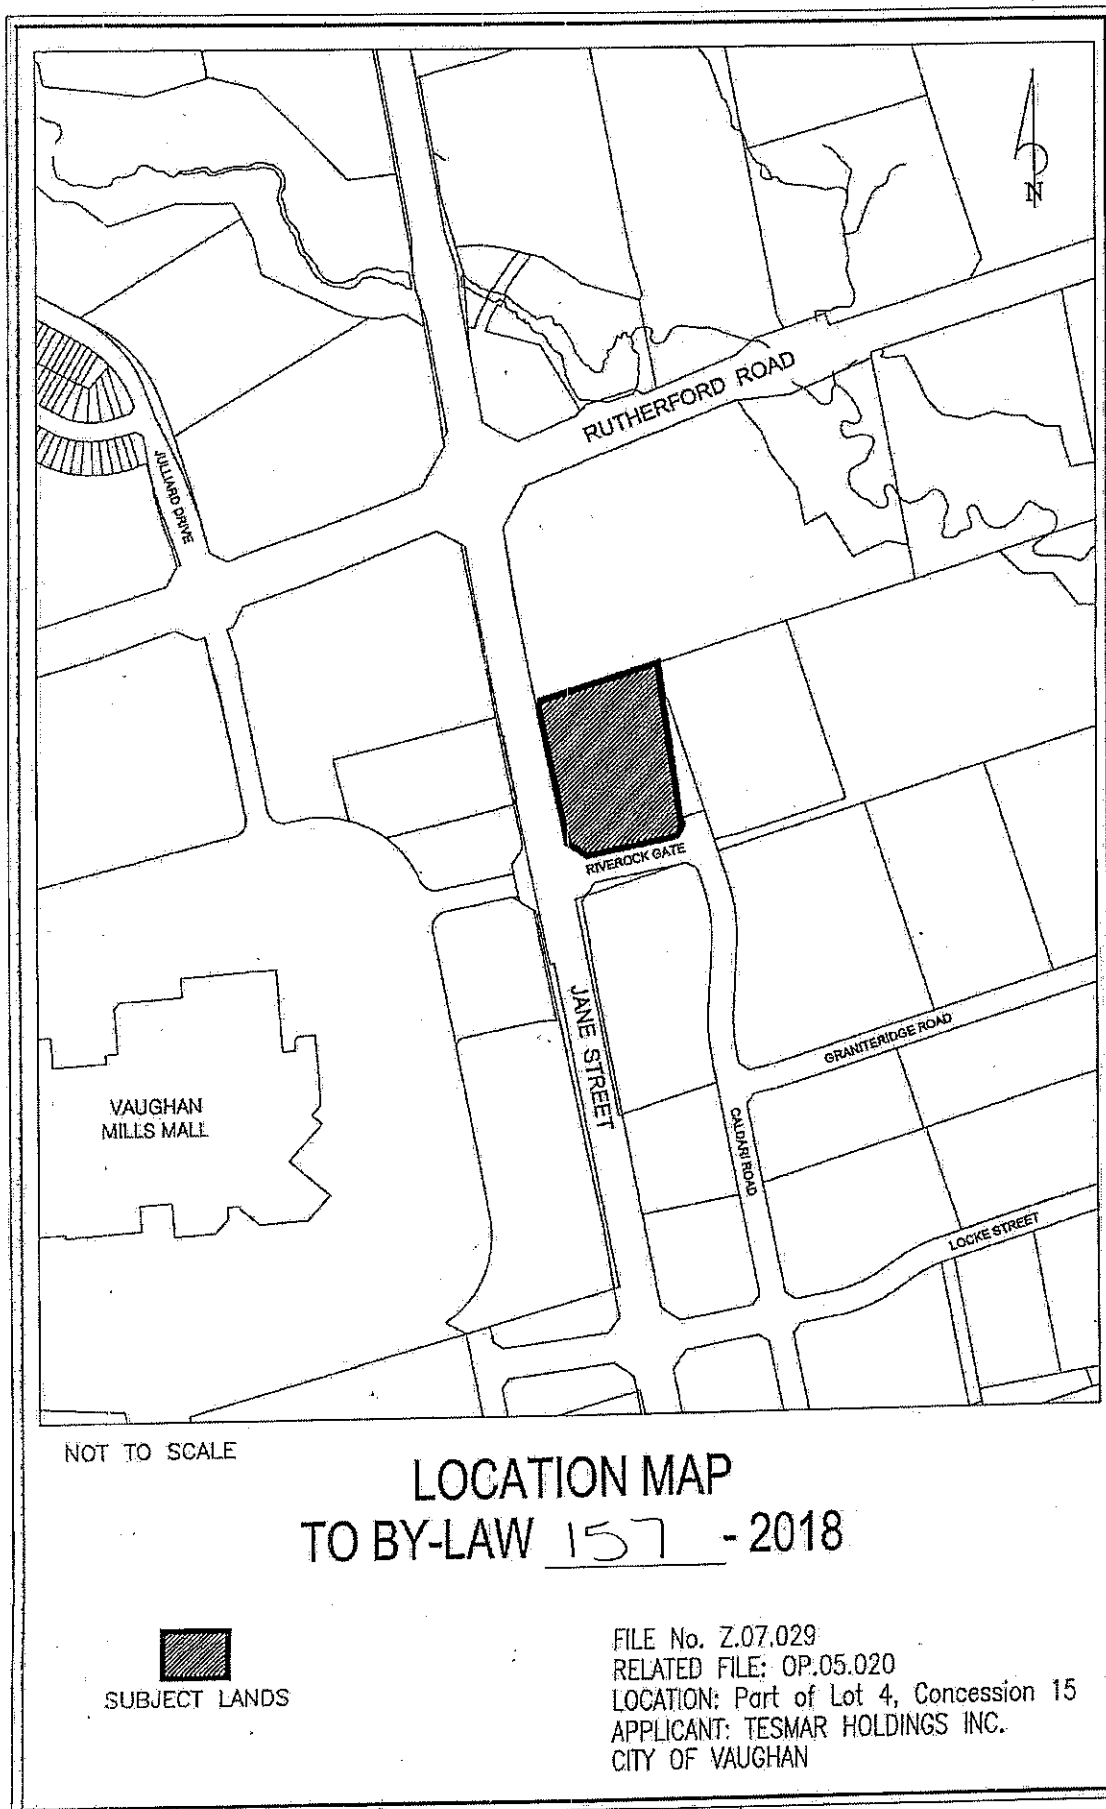 N
RUTHERFORD ROAD
JULLIARD DRIVE
RIVEROCK GATE
JANE STREET
GRANITERIDGE ROAD
VAUGHAN
MILLS MALL
CALDARI ROAD
LOCKE STREET
NOT TO SCALE
LOCATION MAP
TO BY-LAW 157 - 2018
SUBJECT LANDS
FILE No. Z.07.029
RELATED FILE: OP.05.020
LOCATION: Part of Lot 4, Concession 15
APPLICANT: TESMAR HOLDINGS INC.
CITY OF VAUGHAN